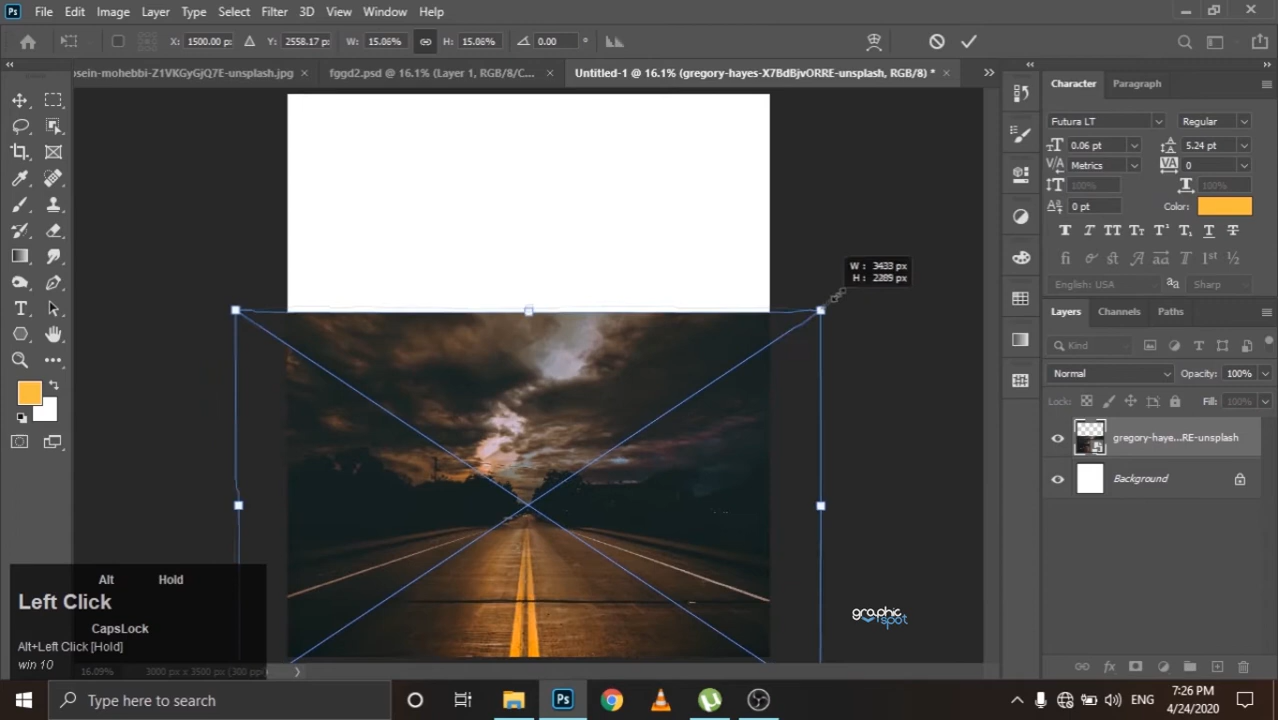 Ps File Edit Image Layer Type Select Filter 3D View Window Help
X: 1500.00 p: Y: 2558.17 p: W: 15.06% H: 15.06% 0.00 °
osein-mohebbi-Z1VKGyGjQ7E-unsplash.jpg × fggd2.psd @ 16.1% (Layer 1, RGB/8/C... × Untitled-1 @ 16.1% (gregory-hayes-X7BdBjvORRE-unsplash, RGB/8) * ×
Character Paragraph
Futura LT Regular
0.06 pt 5.24 pt
Metrics 0
100% 100%
0 pt Color:
English: USA Sharp
Layers Channels Paths
Kind
Normal Opacity: 100%
Lock: Fill: 100%
gregory-haye...RE-unsplash
Background
W : 3433 px
H : 2289 px
graphic
spot
Alt Hold
Left Click
CapsLock
Alt+Left Click [Hold]
win 10
16.09% 3000 px x 3500 px (300 ppi)
Type here to search
ENG
7:26 PM
4/24/2020